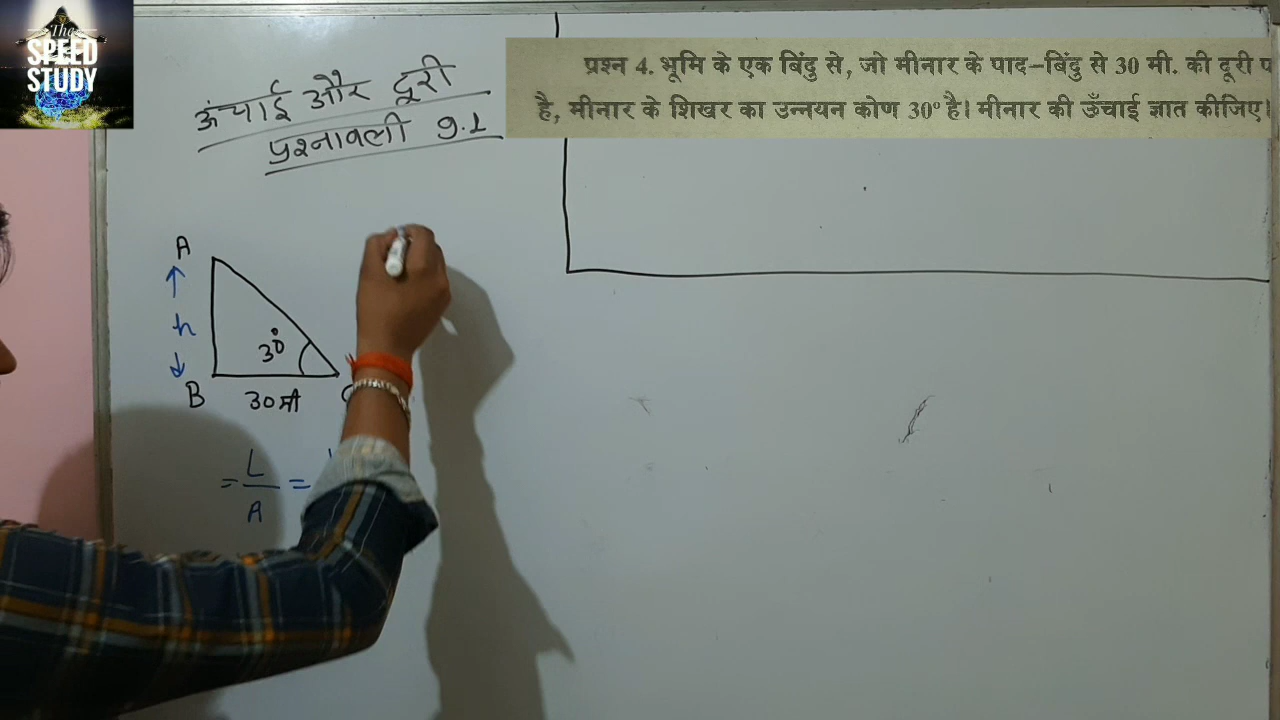 The
SPEED
STUDY
ऊंचाई और दूरी
प्रश्नावली 9.1
प्रश्न 4. भूमि के एक बिंदु से, जो मीनार के पाद-बिंदु से 30 मी. की दूरी
है, मीनार के शिखर का उन्नयन कोण 30° है। मीनार की ऊँचाई ज्ञात कीजिए।
A
h
30°
B
30मी
= L/A =